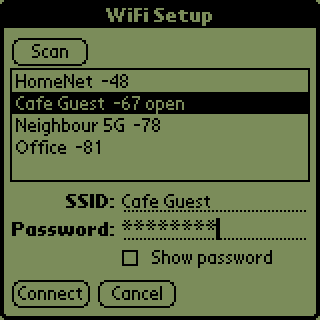 WiFi Setup
Scan
HomeNet -48
Cafe Guest -67 open
Neighbour 5G -78
Office -81
SSID: Cafe Guest
Password: ********
Show password
Connect Cancel